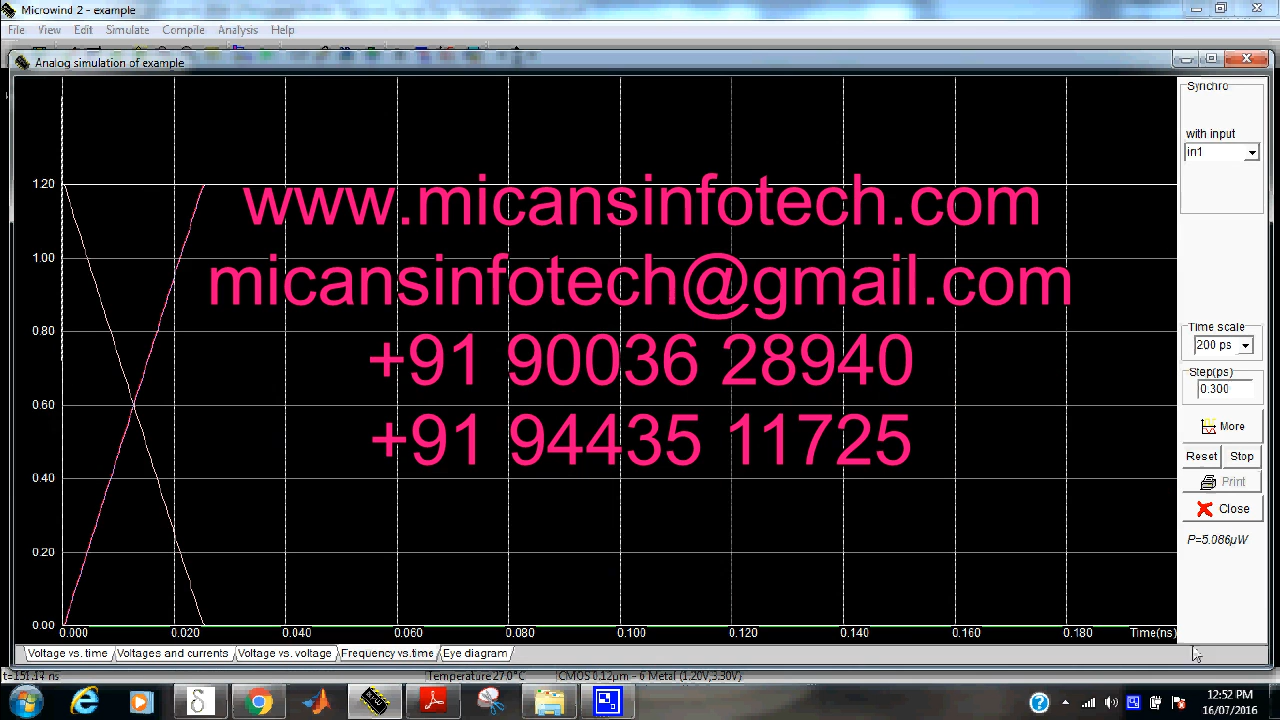 Microwind 2 - example
File View Edit Simulate Compile Analysis Help
Analog simulation of example
Synchro
with input
in1
1.20
1.00
0.80
0.60
0.40
0.20
0.00
www.micansinfotech.com
micansinfotech@gmail.com
+91 90036 28940
+91 94435 11725
Time scale
200 ps
Step(ps)
0.300
More
Reset Stop
Print
Close
P=5.086µW
0.000 0.020 0.040 0.060 0.080 0.100 0.120 0.140 0.160 0.180 Time(ns)
Voltage vs. time Voltages and currents Voltage vs. voltage Frequency vs.time Eye diagram
Temperature 27.0°C CMOS 0.12µm - 6 Metal (1.20V,3.30V)
12:52 PM
16/07/2016